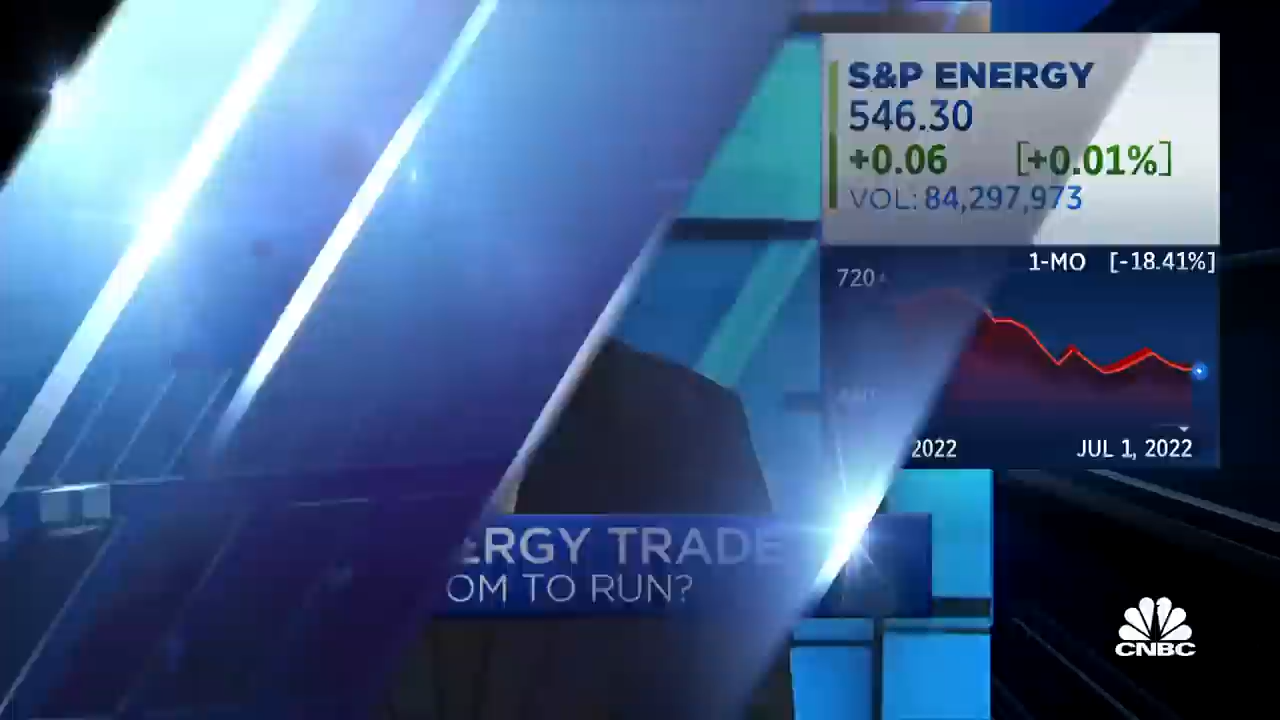 S&P ENERGY
546.30
+0.06 [+0.01%]
VOL: 84,297,973
1-MO [-18.41%]
720
2022 JUL 1, 2022
ERGY TRADE
OM TO RUN?
CNBC